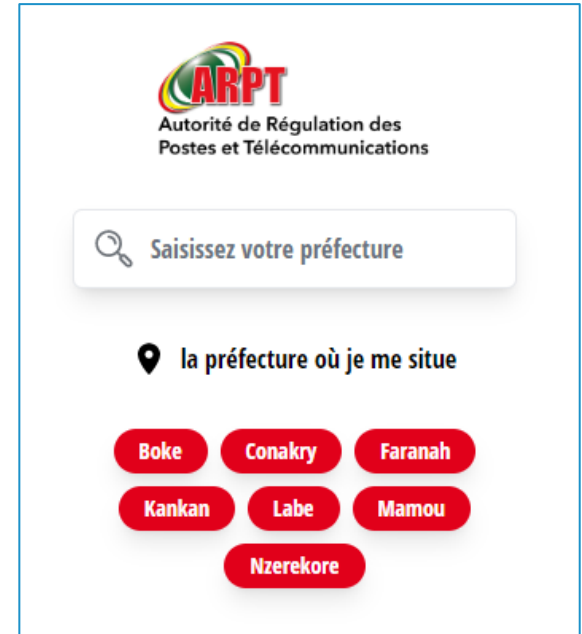 ARPT
Autorité de Régulation des
Postes et Télécommunications
Saisissez votre préfecture
la préfecture où je me situe
Boke Conakry Faranah
Kankan Labe Mamou
Nzerekore